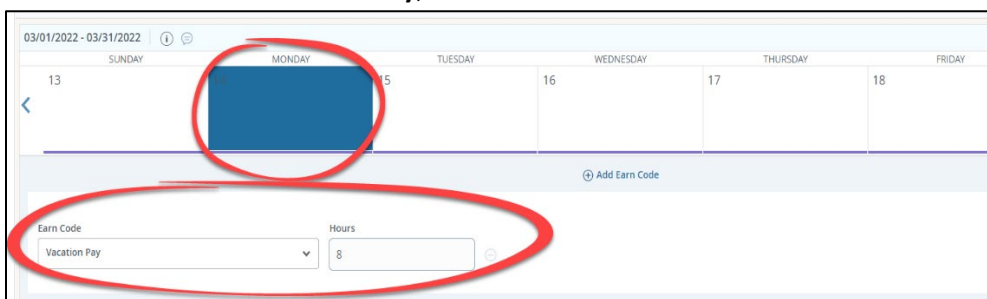 03/01/2022 - 03/31/2022
SUNDAY MONDAY TUESDAY WEDNESDAY THURSDAY FRIDAY
13 15 16 17 18
Add Earn Code
Earn Code Hours
Vacation Pay 8